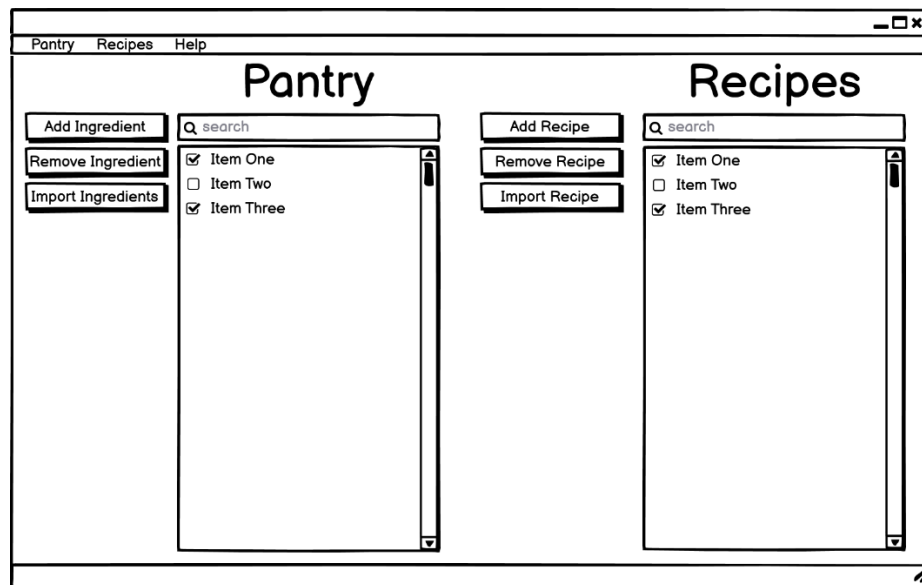 Pantry Recipes Help
Pantry
Add Ingredient
Remove Ingredient
Import Ingredients
search
Item One
Item Two
Item Three
Recipes
Add Recipe
Remove Recipe
Import Recipe
search
Item One
Item Two
Item Three